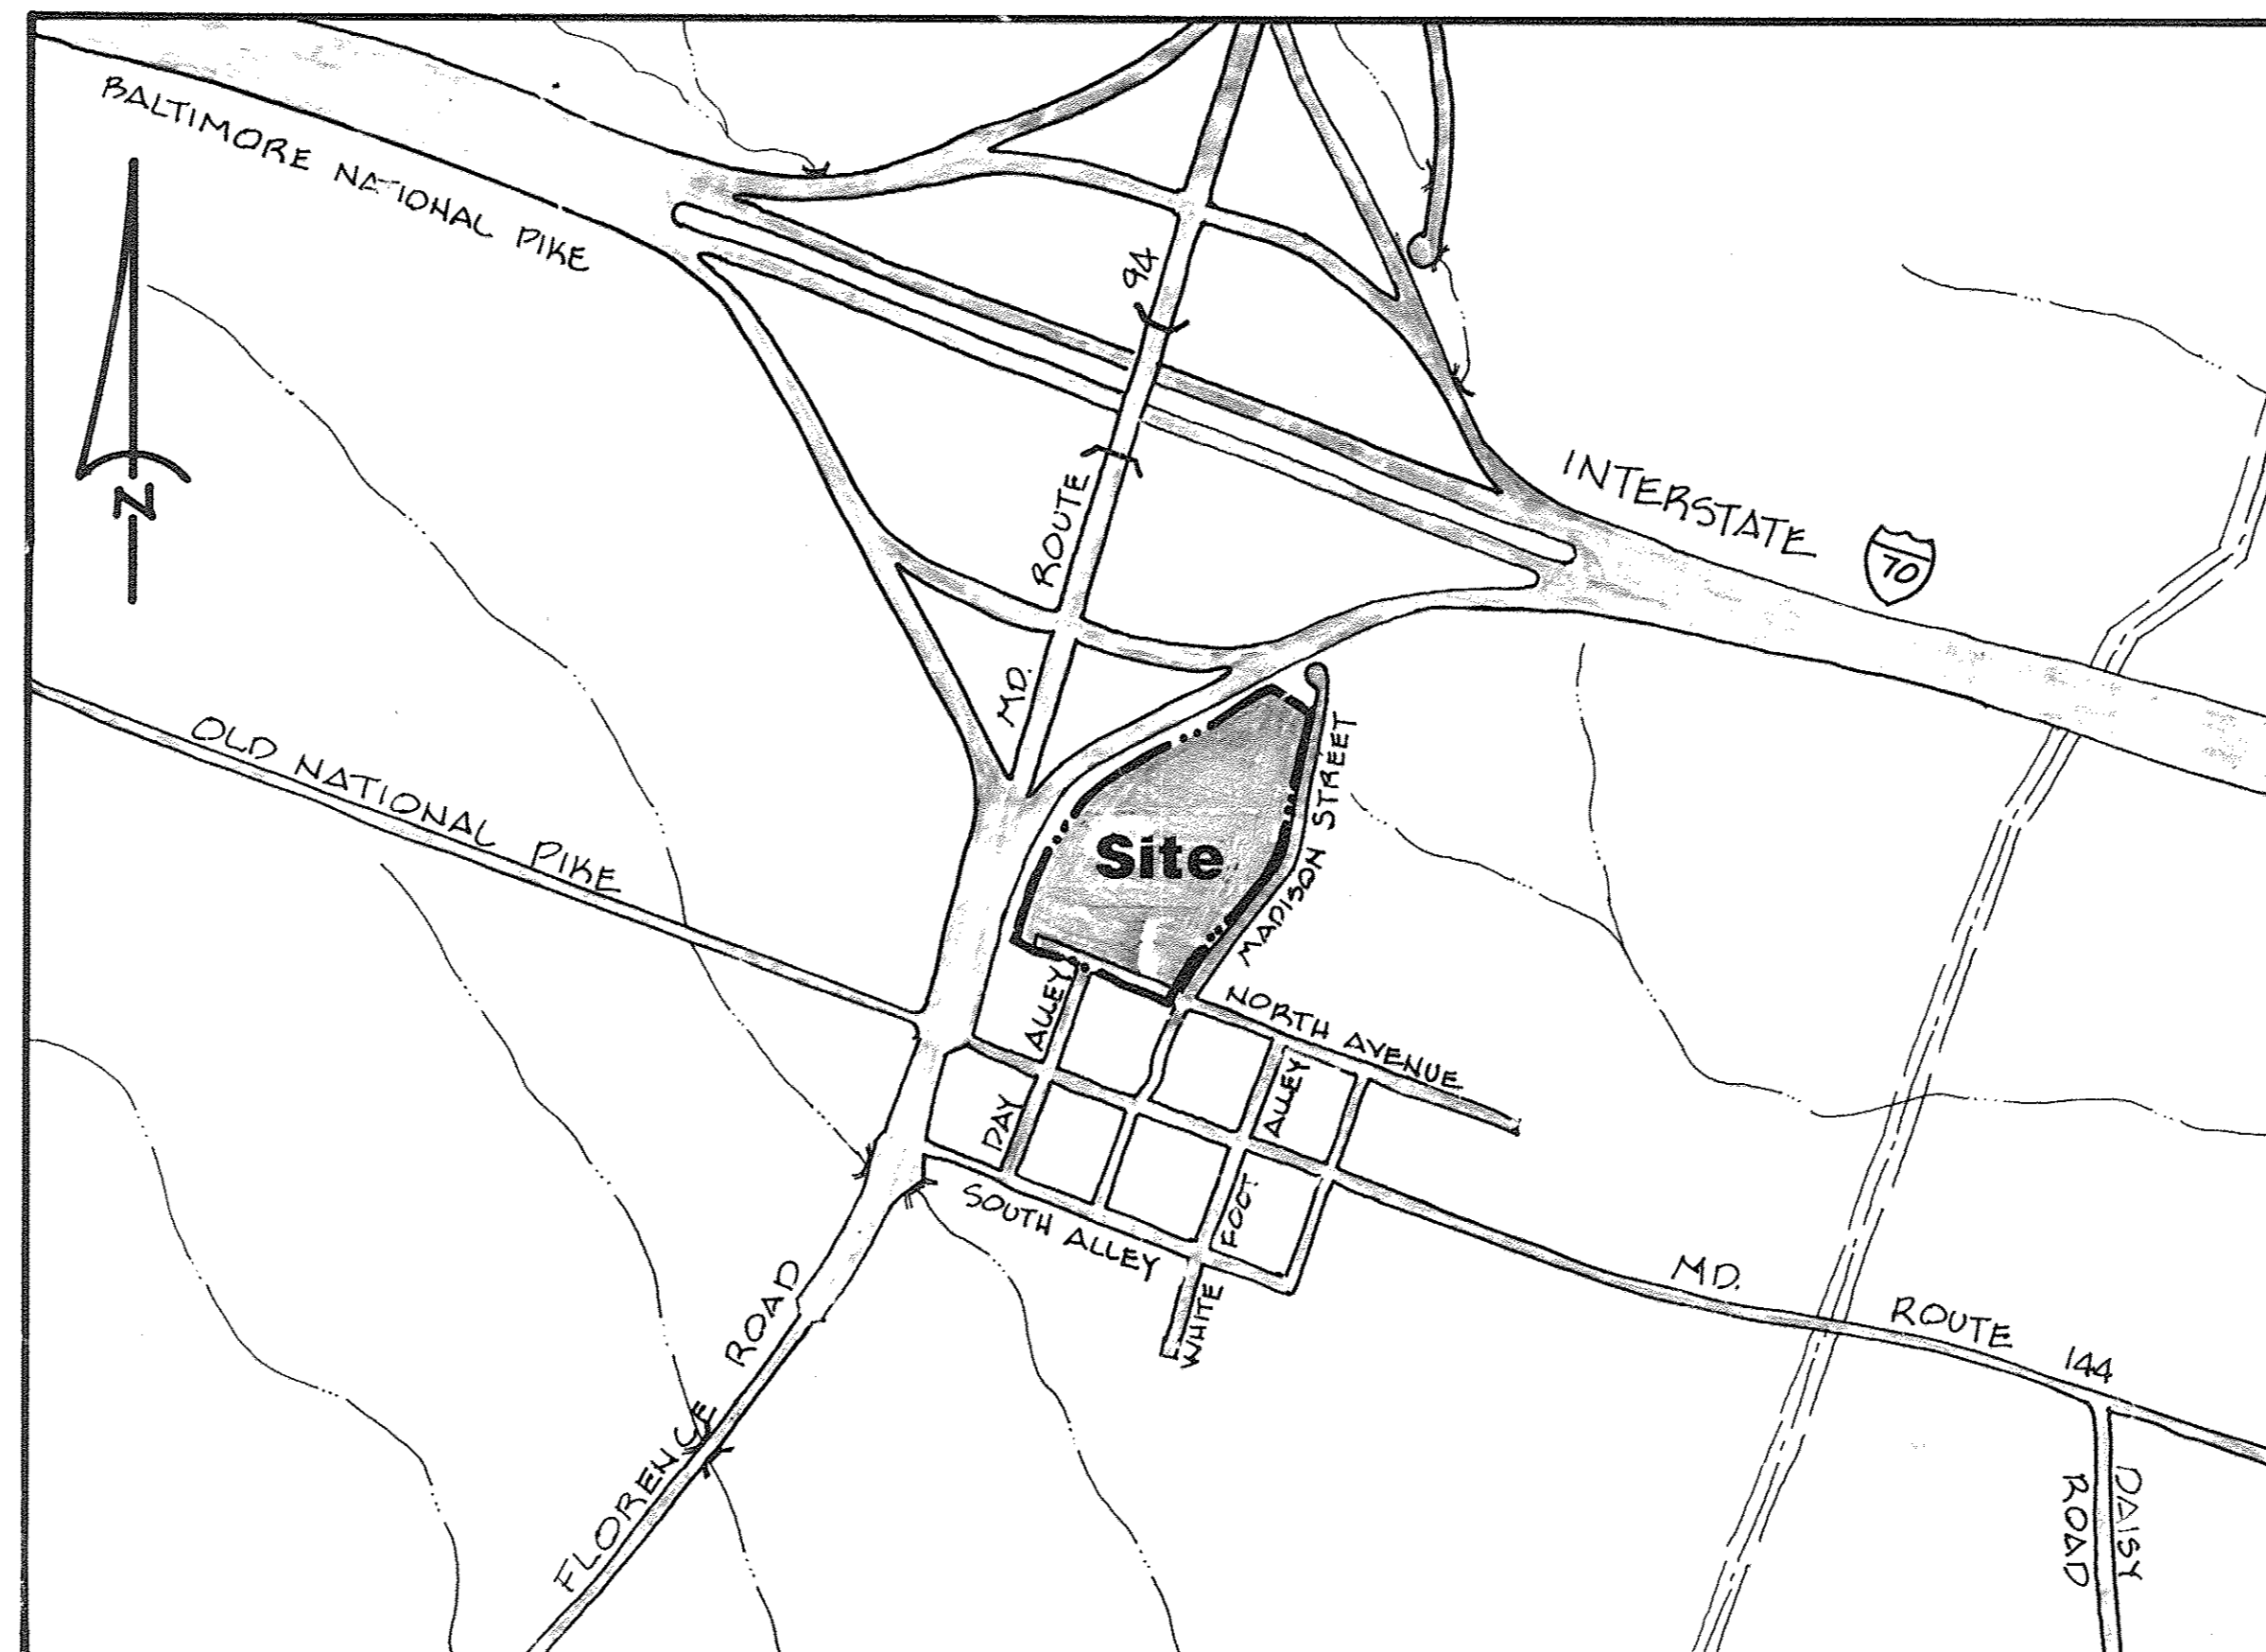 BALTIMORE NATIONAL PIKE
94
ROUTE
MD.
INTERSTATE
70
N
OLD NATIONAL PIKE
Site
MADISON STREET
NORTH AVENUE
ALLEY
DAY
ALLEY
FOOT.
WHITE
SOUTH ALLEY
FLORENCE ROAD
MD. ROUTE 144
DAISY
ROAD